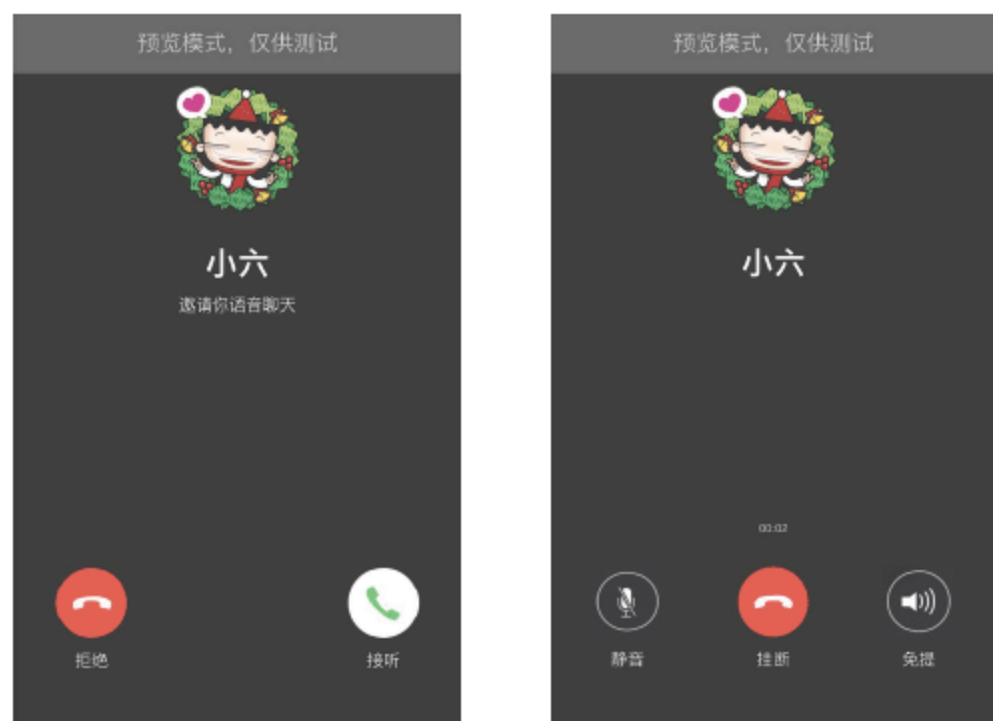 预览模式，仅供测试
小六
邀请你语音聊天
拒绝
接听
预览模式，仅供测试
小六
00:02
静音
挂断
免提